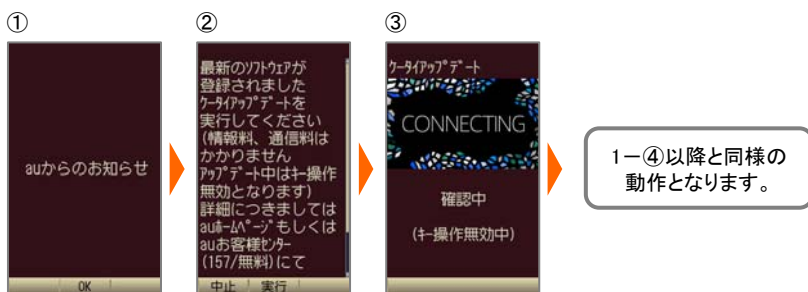 ①
auからのお知らせ
OK
②
最新のｿﾌﾄｳｪｱが
登録されました
ｹｰﾀｲｱｯﾌﾟﾃﾞｰﾄを
実行してください
(情報料、通信料は
かかりません
ｱｯﾌﾟﾃﾞｰﾄ中はｷｰ操作
無効となります)
詳細につきましては
auﾎｰﾑﾍﾟｰｼﾞもしくは
auお客様ｾﾝﾀｰ
(157/無料)にて
中止 実行
③
ｹｰﾀｲｱｯﾌﾟﾃﾞｰﾄ
CONNECTING
確認中
(ｷｰ操作無効中)
1－④以降と同様の
動作となります。